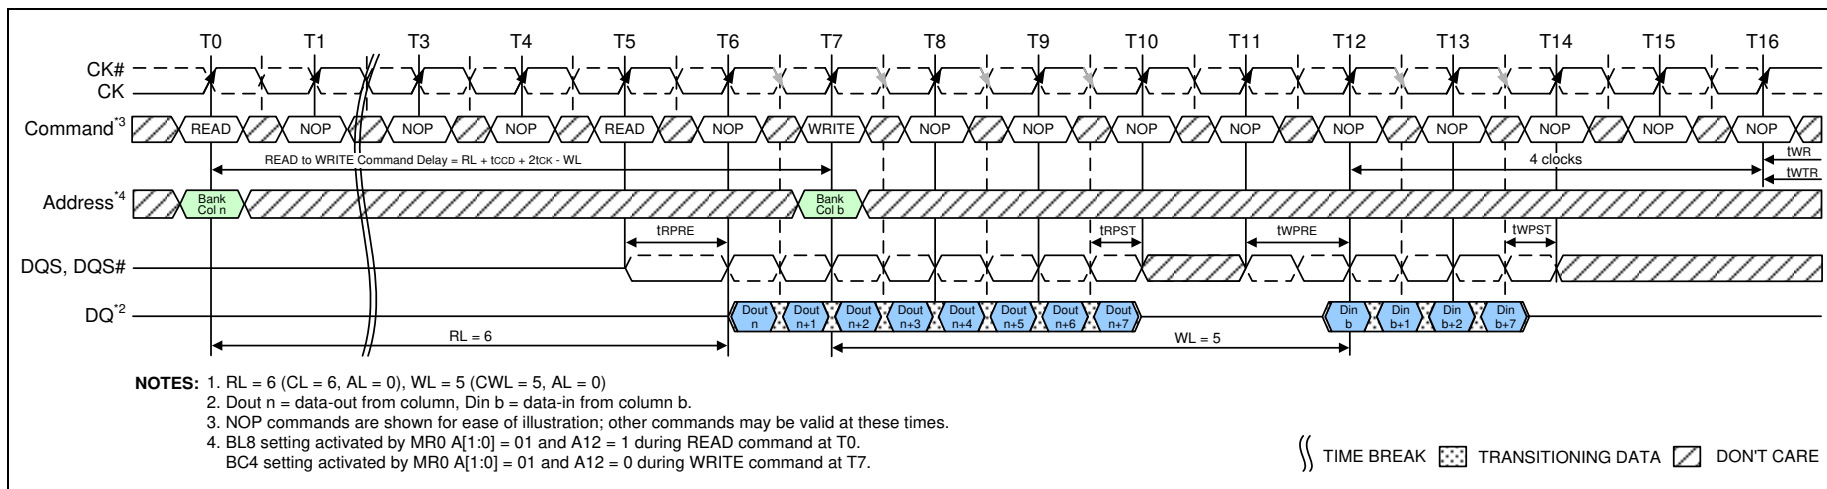 T0 T1 T3 T4 T5 T6 T7 T8 T9 T10 T11 T12 T13 T14 T15 T16
CK#
CK
Command*3 READ NOP NOP NOP READ NOP WRITE NOP NOP NOP NOP NOP NOP NOP NOP NOP
READ to WRITE Command Delay = RL + tCCD + 2tCK - WL
4 clocks
tWR
tWTR
Address*4
Bank
Col n
Bank
Col b
tRPRE tRPST tWPRE tWPST
DQS, DQS#
DQ*2
Dout
n
Dout
n+1
Dout
n+2
Dout
n+3
Dout
n+4
Dout
n+5
Dout
n+6
Dout
n+7
Din
b
Din
b+1
Din
b+2
Din
b+7
RL = 6
WL = 5
NOTES: 1. RL = 6 (CL = 6, AL = 0), WL = 5 (CWL = 5, AL = 0)
2. Dout n = data-out from column, Din b = data-in from column b.
3. NOP commands are shown for ease of illustration; other commands may be valid at these times.
4. BL8 setting activated by MR0 A[1:0] = 01 and A12 = 1 during READ command at T0.
BC4 setting activated by MR0 A[1:0] = 01 and A12 = 0 during WRITE command at T7.
TIME BREAK TRANSITIONING DATA DON'T CARE